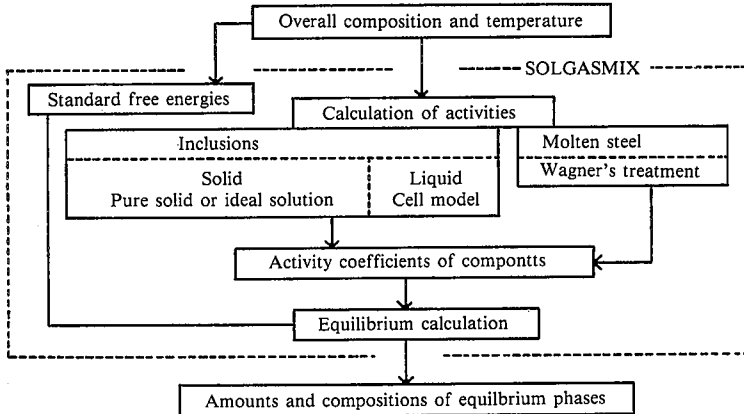 Overall composition and temperature
SOLGASMIX
Standard free energies
Calculation of activities
Inclusions
Molten steel
Solid
Pure solid or ideal solution
Liquid
Cell model
Wagner's treatment
Activity coefficients of compontts
Equilibrium calculation
Amounts and compositions of equilbrium phases